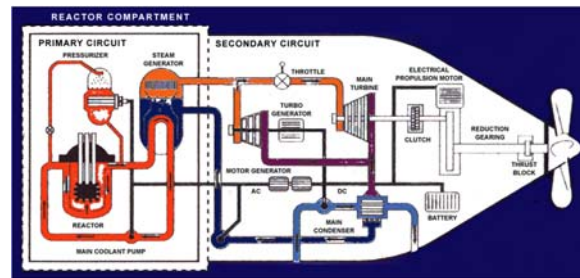 REACTOR COMPARTMENT
PRIMARY CIRCUIT
SECONDARY CIRCUIT
PRESSURIZER
STEAM
GENERATOR
THROTTLE
MAIN
TURBINE
ELECTRICAL
PROPULSION MOTOR
TURBO
GENERATOR
CLUTCH
REDUCTION
GEARING
THRUST
BLOCK
MOTOR GENERATOR
AC
DC
REACTOR
MAIN COOLANT PUMP
MAIN
CONDENSER
BATTERY